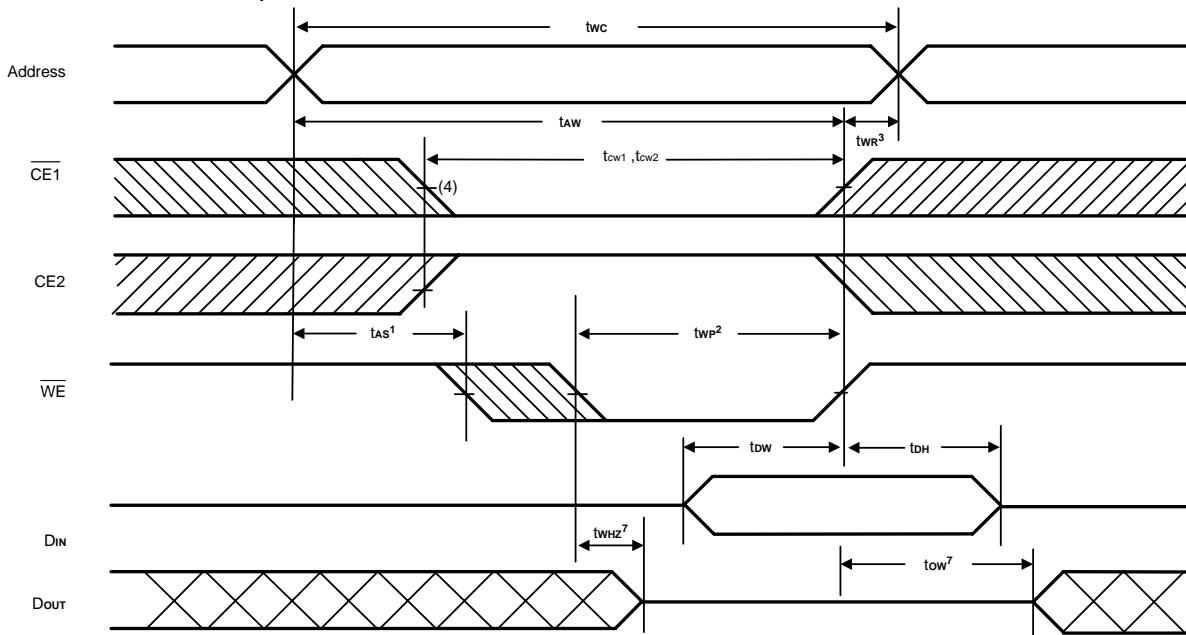 tWC
Address
tAW
tWR³
CE1
tCW1 ,tCW2
(4)
CE2
tAS¹
tWP²
WE
tDW
tDH
DIN
tWHZ⁷
tOW⁷
DOUT